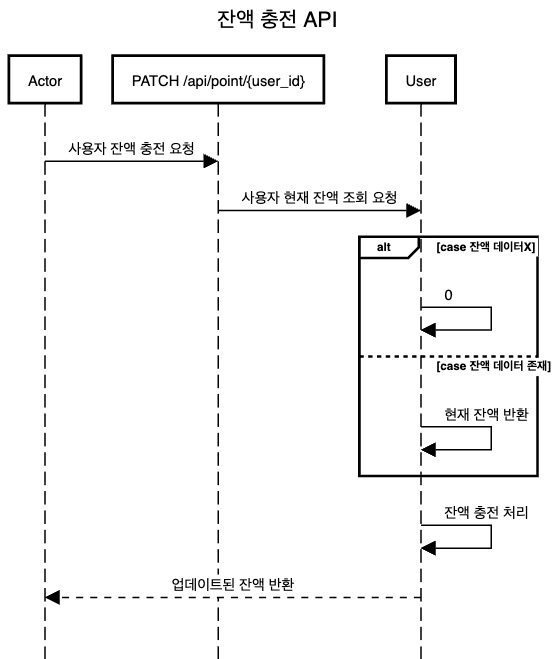 잔액 충전 API
Actor
PATCH /api/point/{user_id}
User
사용자 잔액 충전 요청
사용자 현재 잔액 조회 요청
alt
[case 잔액 데이터X]
0
[case 잔액 데이터 존재]
현재 잔액 반환
잔액 충전 처리
업데이트된 잔액 반환